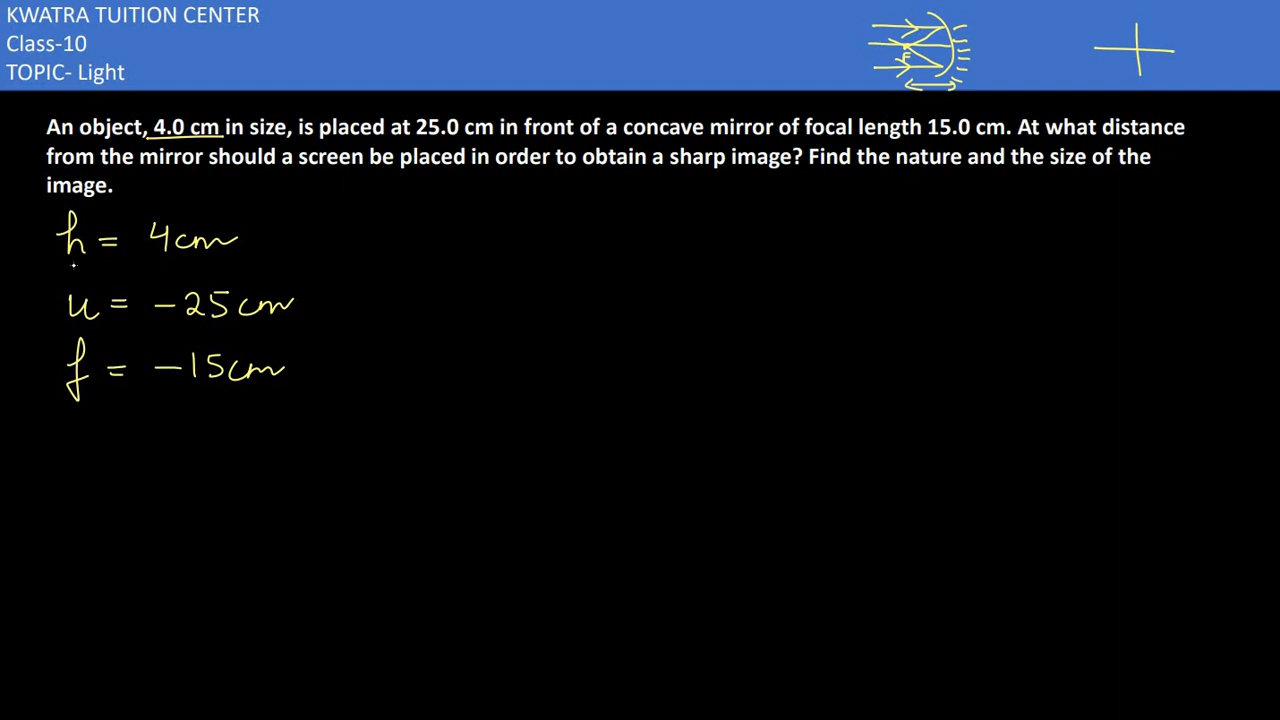 KWATRA TUITION CENTER
Class-10
TOPIC- Light
F
An object, 4.0 cm in size, is placed at 25.0 cm in front of a concave mirror of focal length 15.0 cm. At what distance
from the mirror should a screen be placed in order to obtain a sharp image? Find the nature and the size of the
image.
h = 4cm
u = -25cm
f = -15cm